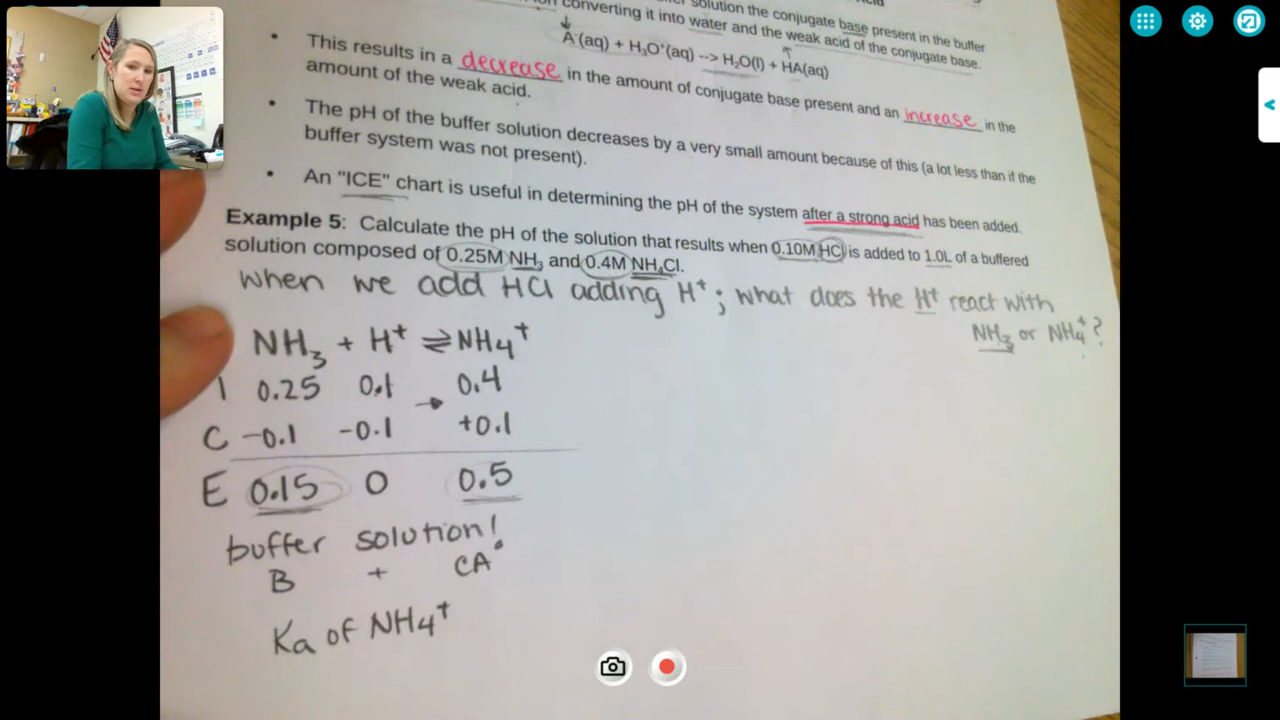 solution the conjugate base present in the buffer
converting it into water and the weak acid of the conjugate base.
A-(aq) + H3O+(aq) --> H2O(l) + HA(aq)
• This results in a decrease in the amount of conjugate base present and an increase in the
amount of the weak acid.
• The pH of the buffer solution decreases by a very small amount because of this (a lot less than if the
buffer system was not present).
• An "ICE" chart is useful in determining the pH of the system after a strong acid has been added.
Example 5: Calculate the pH of the solution that results when 0.10M HCl is added to 1.0L of a buffered
solution composed of 0.25M NH3 and 0.4M NH4Cl.
when we add HCl adding H+; what does the H+ react with
NH3 or NH4+?
NH3 + H+ ⇌ NH4+
I 0.25 0.1 → 0.4
C -0.1 -0.1 +0.1
E 0.15 0 0.5
buffer solution!
B + CA
Ka of NH4+